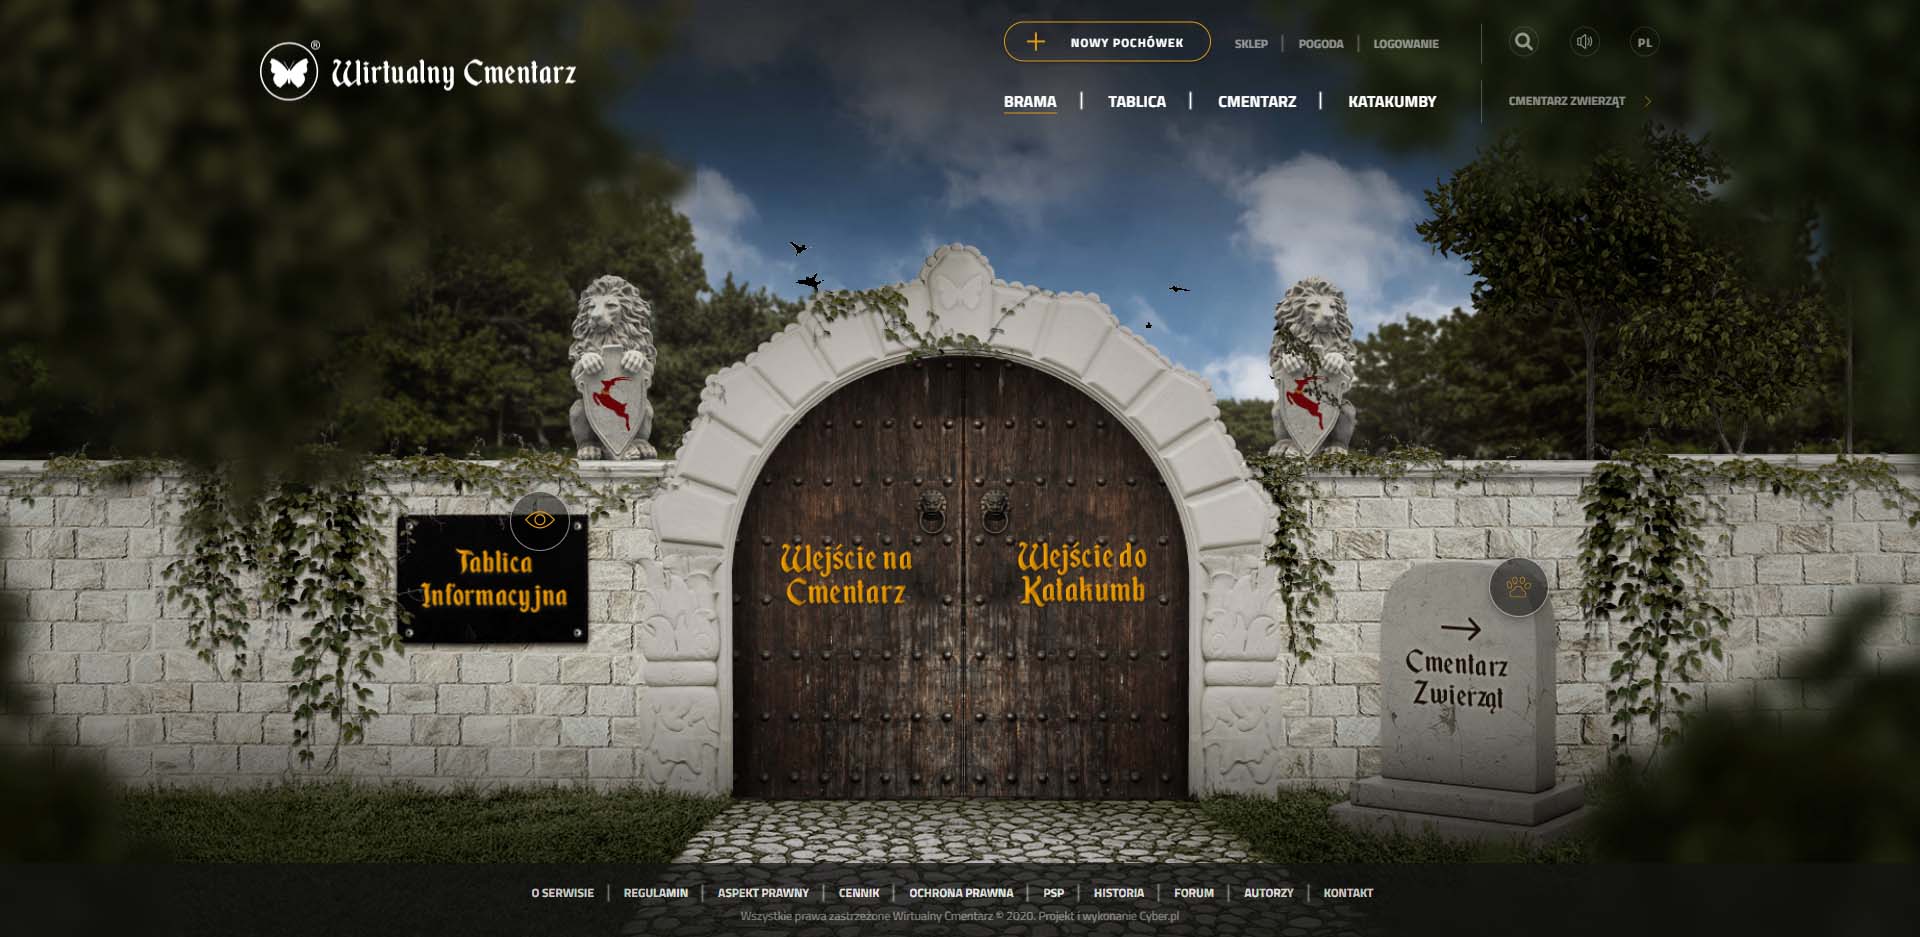 Wirtualny Cmentarz ®
NOWY POCHÓWEK
SKLEP | POGODA | LOGOWANIE
PL
BRAMA | TABLICA | CMENTARZ | KATAKUMBY
CMENTARZ ZWIERZĄT
Tablica
Informacyjna
Wejście na
Cmentarz
Wejście do
Katakumb
Cmentarz
Zwierząt
O SERWISIE | REGULAMIN | ASPEKT PRAWNY | CENNIK | OCHRONA PRAWNA | PSP | HISTORIA | FORUM | AUTORZY | KONTAKT
Wszystkie prawa zastrzeżone Wirtualny Cmentarz © 2020. Projekt i wykonanie Cyber.pl